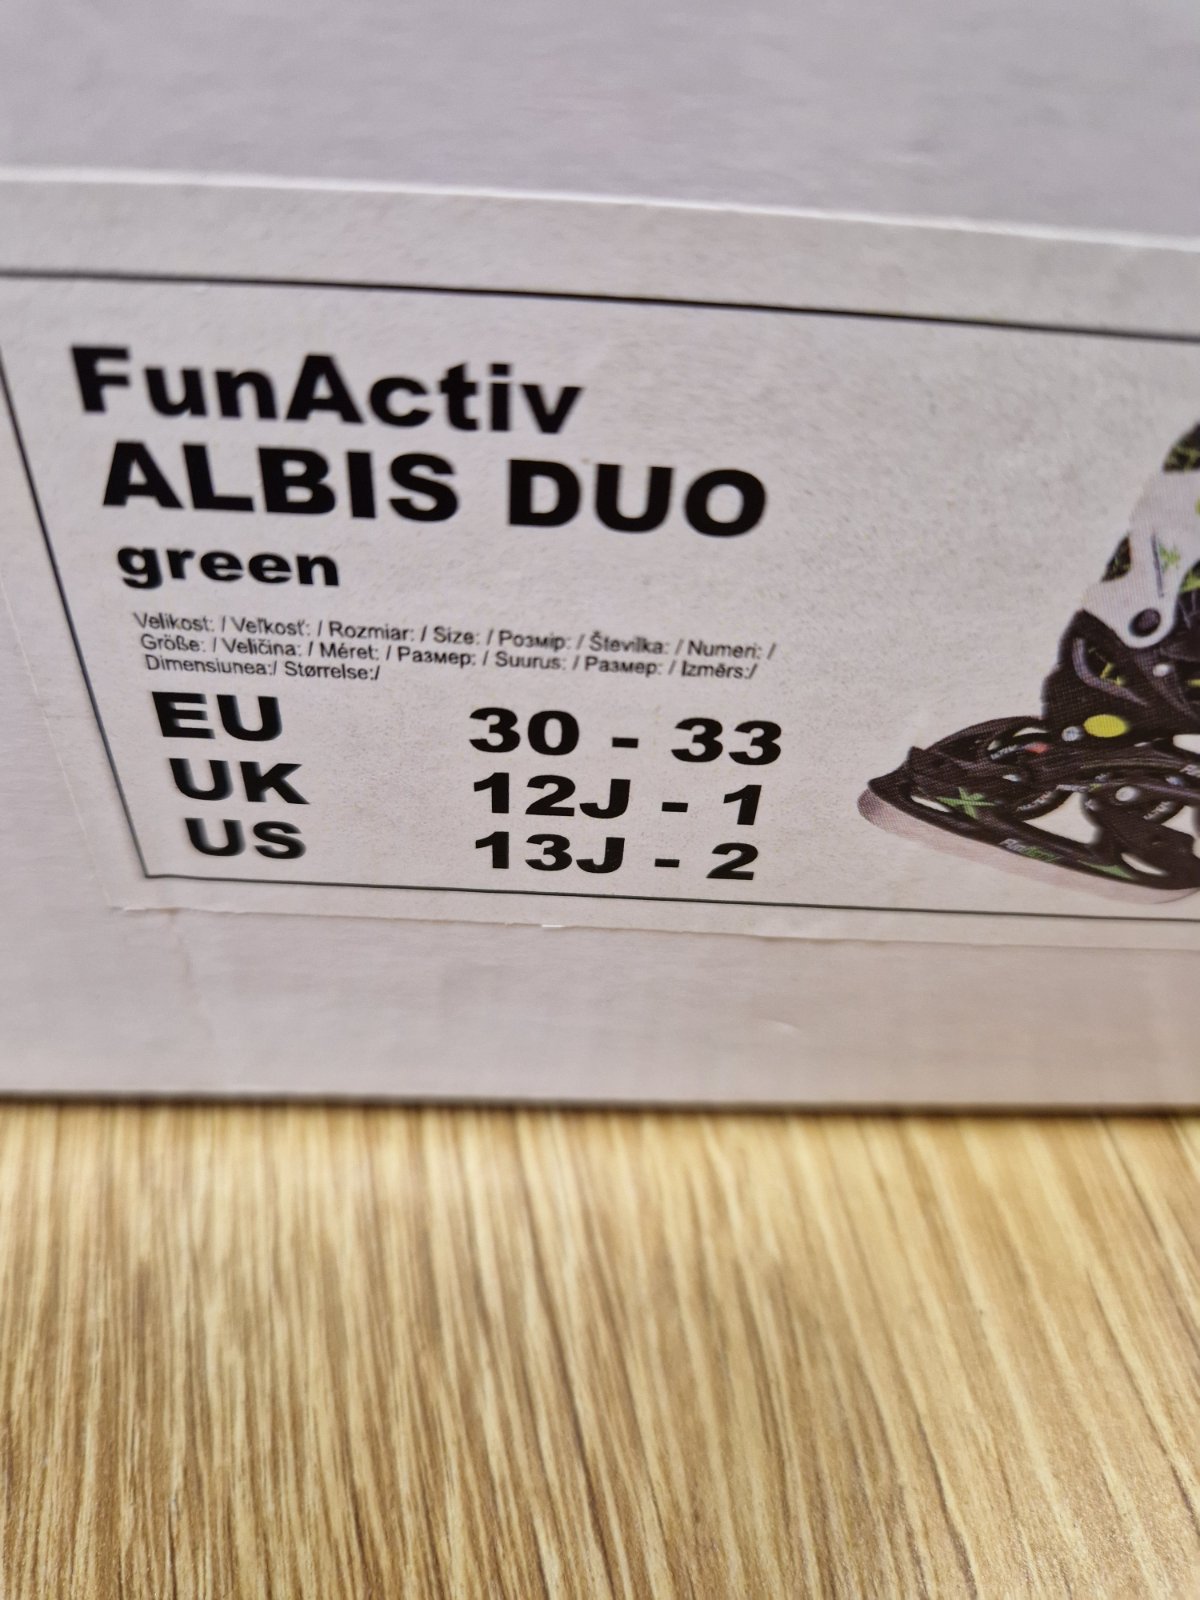 FunActiv
ALBIS DUO
green
Velikost: / Veľkosť: / Rozmiar: / Size: / Розмір: / Številka: / Numeri: /
Größe: / Veličina: / Méret: / Размер: / Suurus: / Размер: / Izmērs:/
Dimensiunea:/ Størrelse:/
EU 30 - 33
UK 12J - 1
US 13J - 2